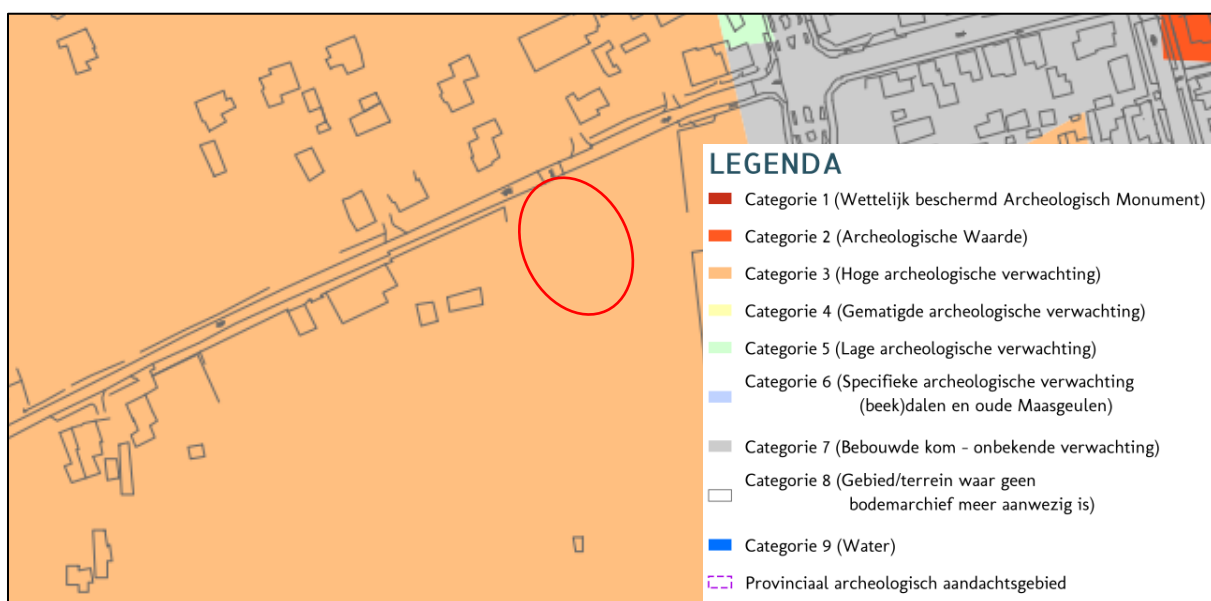 LEGENDA
Categorie 1 (Wettelijk beschermd Archeologisch Monument)
Categorie 2 (Archeologische Waarde)
Categorie 3 (Hoge archeologische verwachting)
Categorie 4 (Gematigde archeologische verwachting)
Categorie 5 (Lage archeologische verwachting)
Categorie 6 (Specifieke archeologische verwachting
(beek)dalen en oude Maasgeulen)
Categorie 7 (Bebouwde kom - onbekende verwachting)
Categorie 8 (Gebied/terrein waar geen
bodemarchief meer aanwezig is)
Categorie 9 (Water)
Provinciaal archeologisch aandachtsgebied